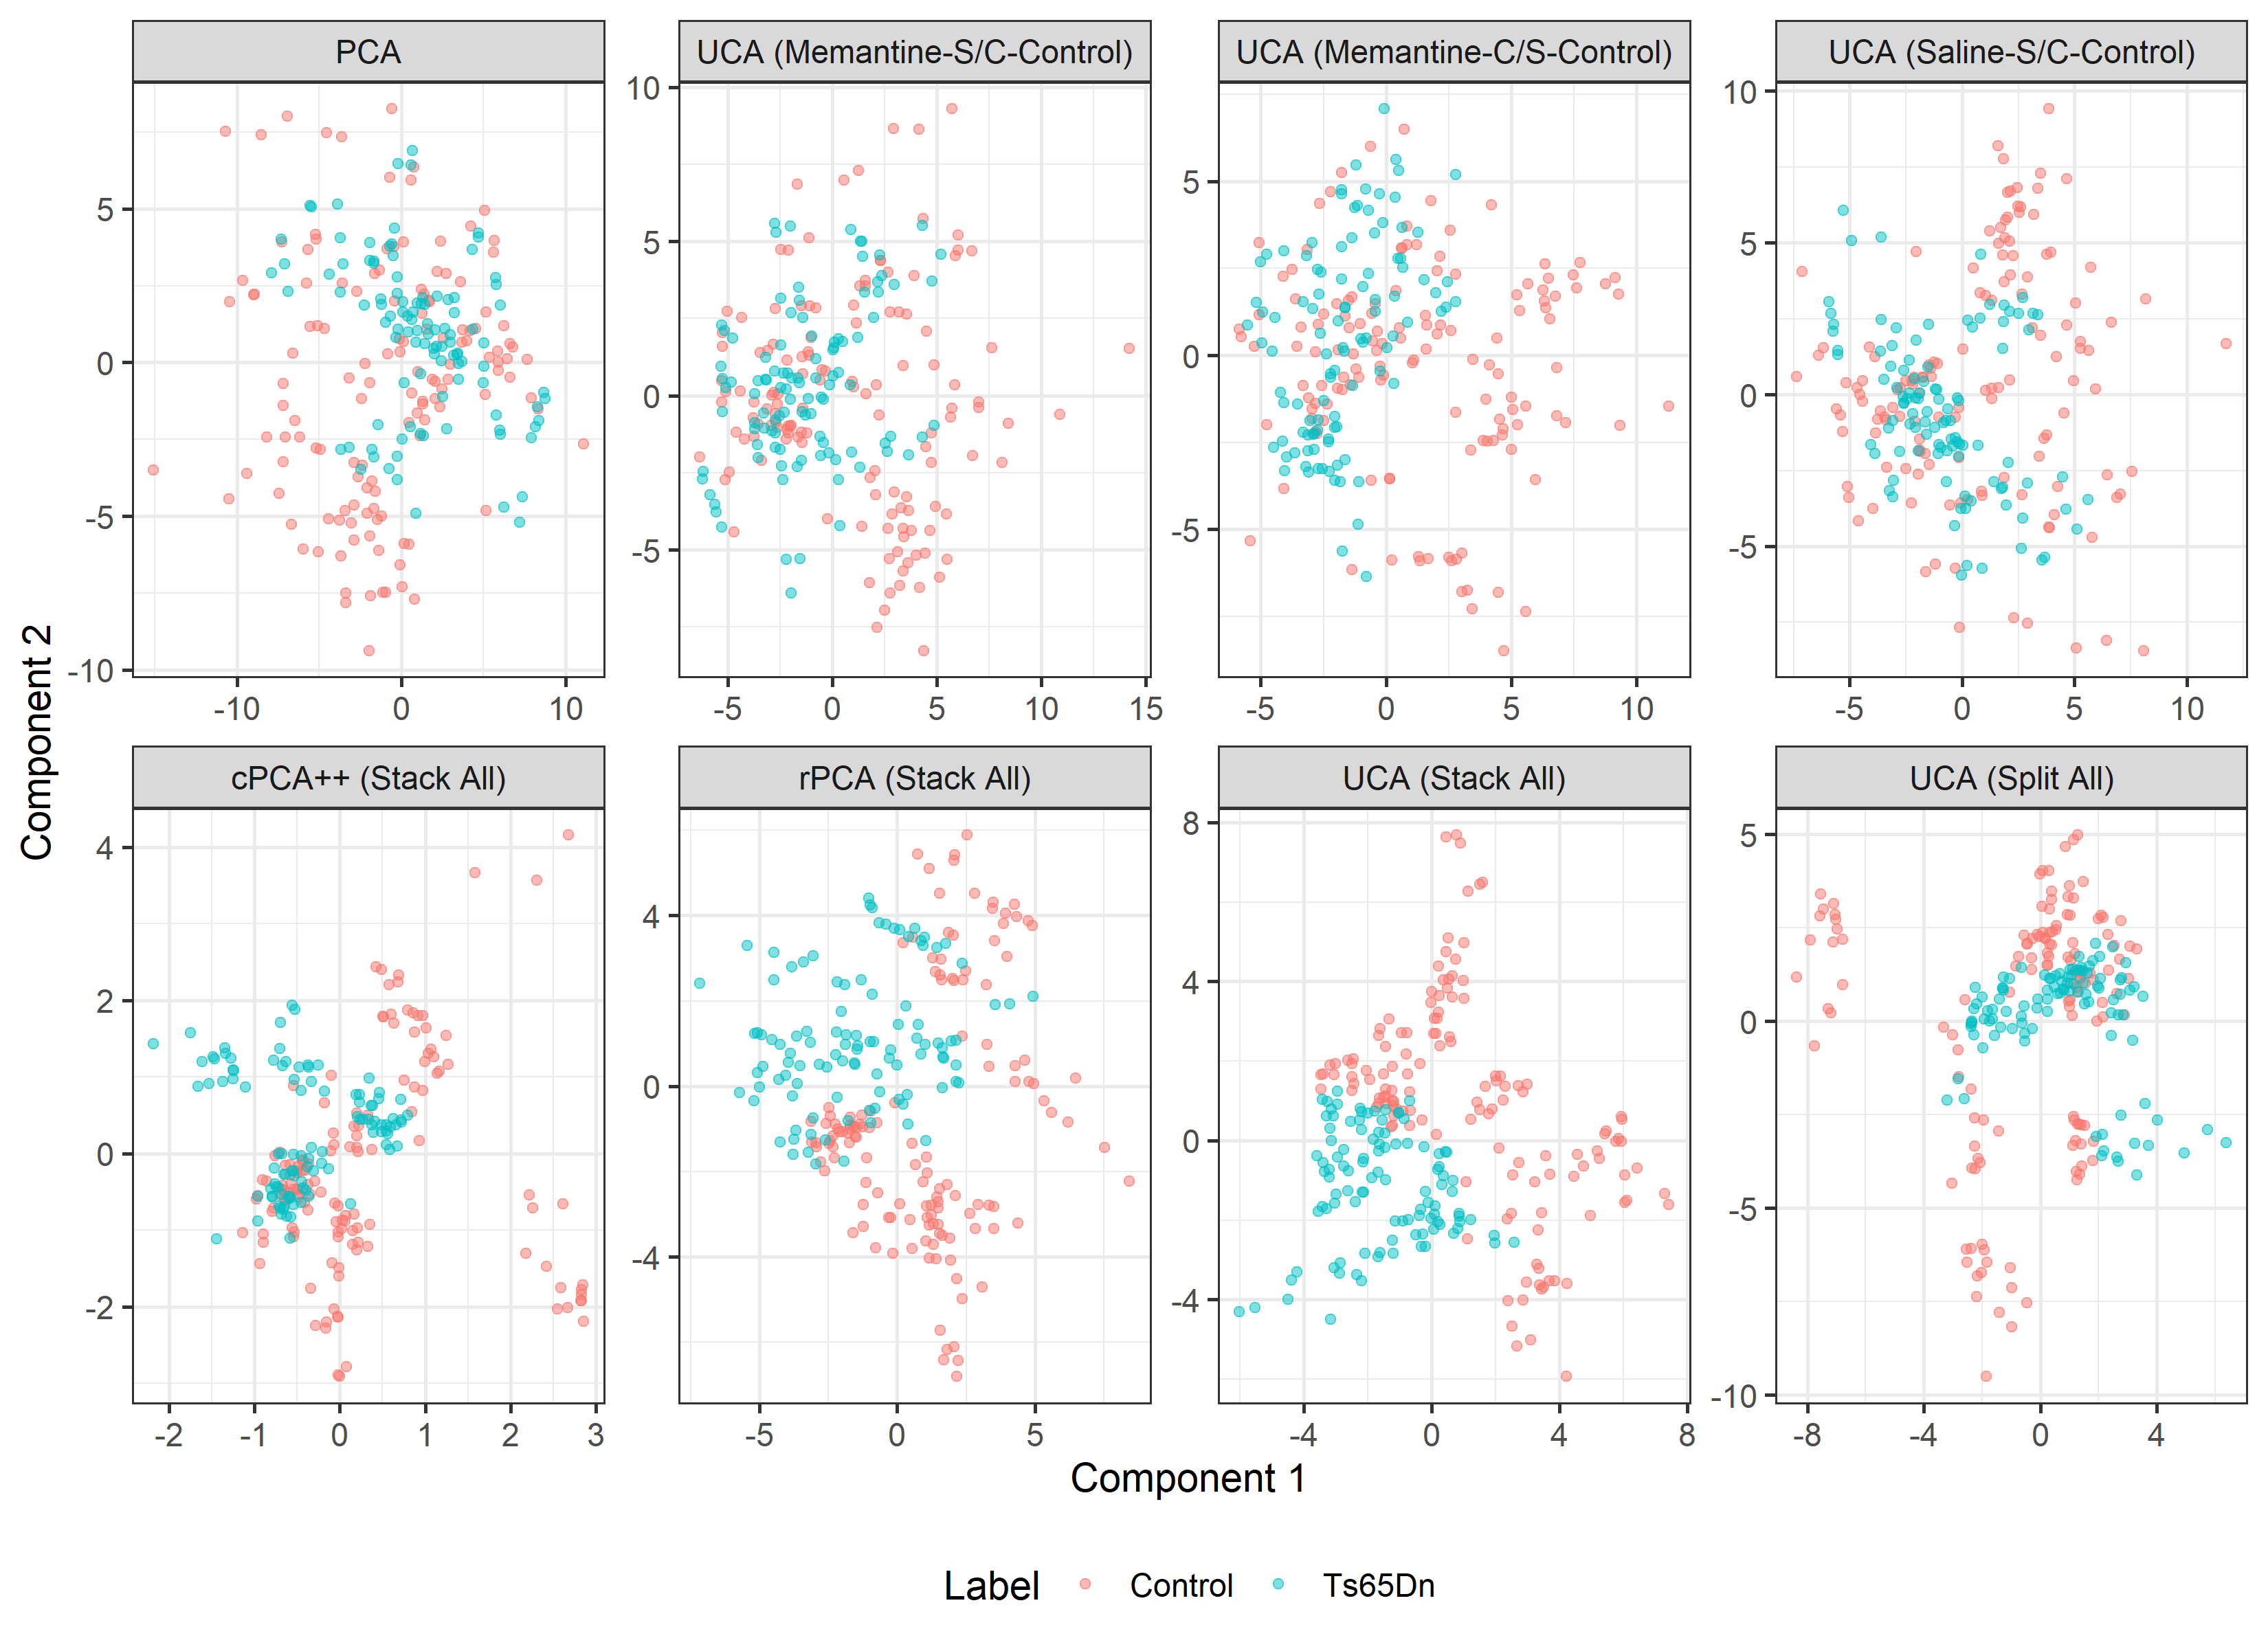 PCA
UCA (Memantine-S/C-Control)
UCA (Memantine-C/S-Control)
UCA (Saline-S/C-Control)
5
0
-5
-10
-10 0 10
10
5
0
-5
-5 0 5 10 15
5
0
-5
-5 0 5 10
10
5
0
-5
-5 0 5 10
Component 2
cPCA++ (Stack All)
rPCA (Stack All)
UCA (Stack All)
UCA (Split All)
4
2
0
-2
-2 -1 0 1 2 3
4
0
-4
-5 0 5
8
4
0
-4
-4 0 4 8
5
0
-5
-10
-8 -4 0 4
Component 1
Label Control Ts65Dn